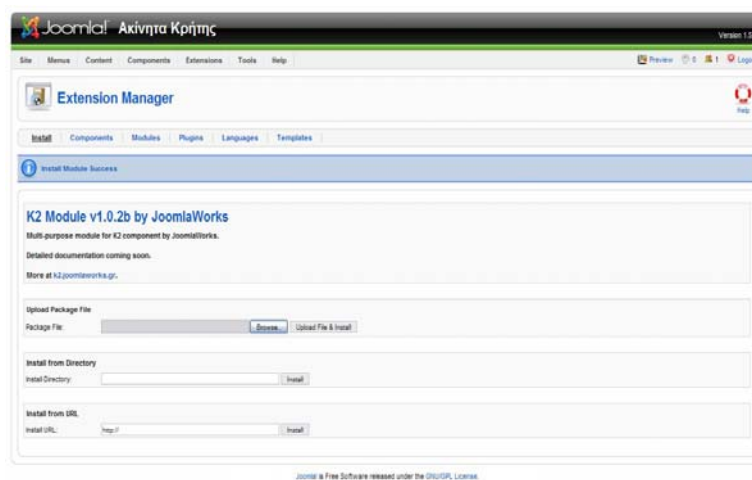 Joomla! Ακίνητα Κρήτης
Version 1.5
Site Menus Content Components Extensions Tools Help Preview 0 1 Logo
Extension Manager
Help
Install Components Modules Plugins Languages Templates
Install Module Success
K2 Module v1.0.2b by JoomlaWorks
Multi-purpose module for K2 component by JoomlaWorks.
Detailed documentation coming soon.
More at k2.joomlaworks.gr.
Upload Package File
Package File: Browse... Upload File & Install
Install from Directory
Install Directory: Install
Install from URL
Install URL: http:// Install
Joomla! is Free Software released under the GNU/GPL License.